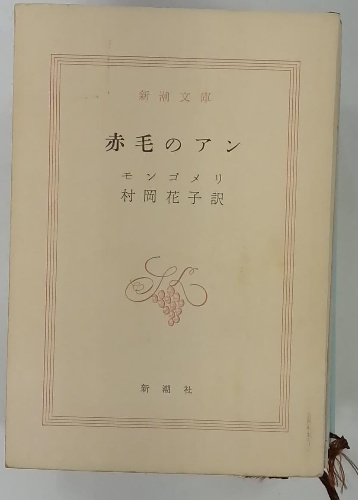 新潮文庫
赤毛のアン
モンゴメリ
村岡花子訳
新潮社